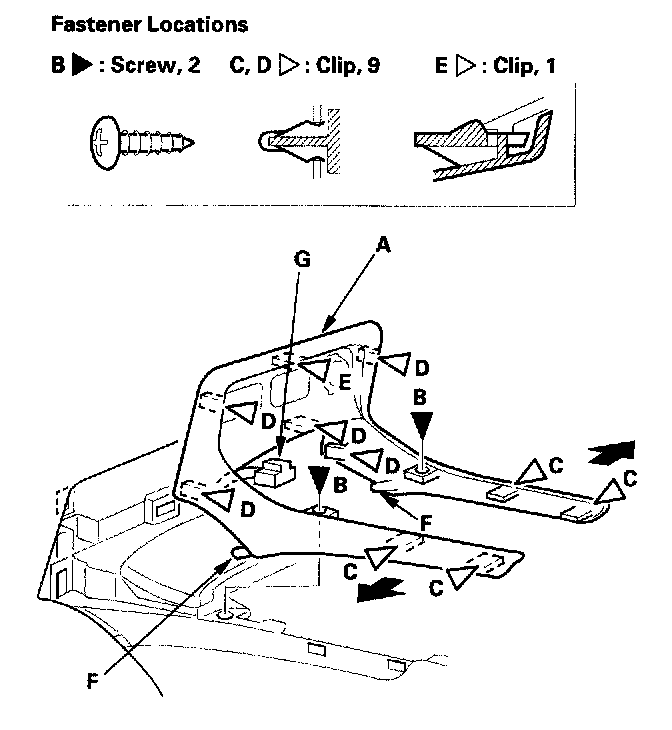 Fastener Locations
B ▶ : Screw, 2 C, D ▷ : Clip, 9 E ▷ : Clip, 1
A
G
D
E
B
D
D
C
D
C
B
D
F
C
C
F